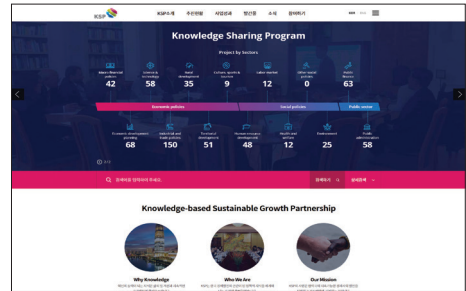 KSP
KSP소개 추진현황 사업성과 발간물 소식 참여하기
Knowledge Sharing Program
Project by Sectors
Macro-financial policies
Science & technology
Social development
Culture, sports & tourism
Labor market
Other social policies
Public finance
42 58 35 9 12 0 63
Economic policies Social policies Public sector
Economic development planning
Industrial and trade policies
Territorial development
Human resource development
Health and welfare
Environment
Public administration
68 150 51 48 12 25 58
검색어를 입력하여 주세요. 검색하기 상세검색
Knowledge-based Sustainable Growth Partnership
Why Knowledge Who We Are Our Mission